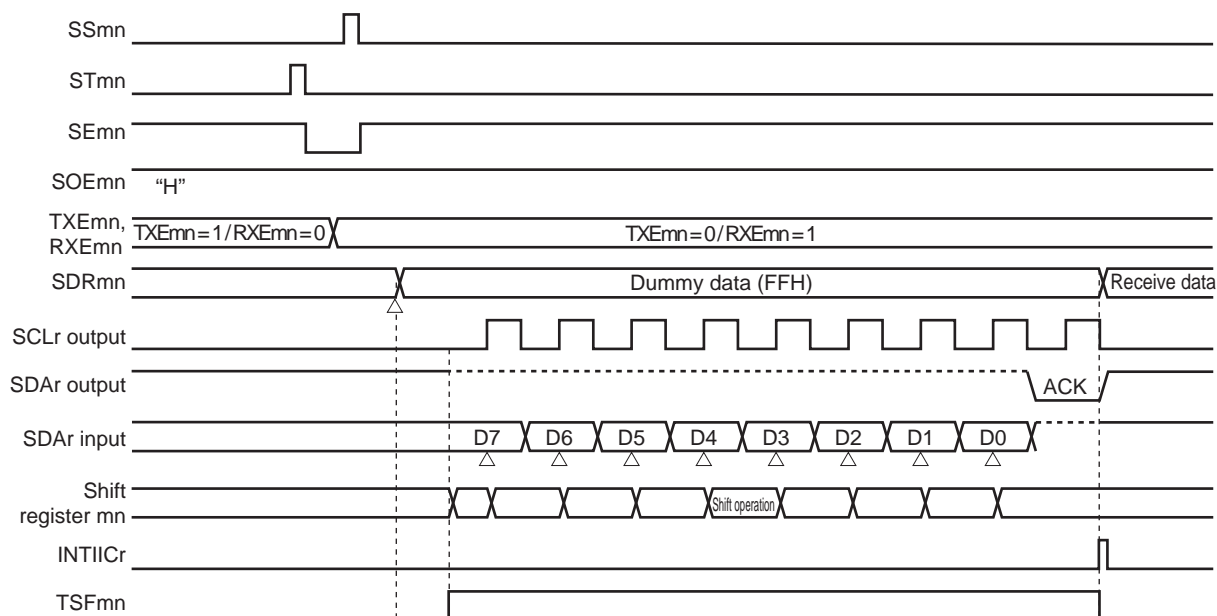 SSmn
STmn
SEmn
SOEmn “H”
TXEmn,
RXEmn
TXEmn=1/RXEmn=0 TXEmn=0/RXEmn=1
SDRmn Dummy data (FFH) Receive data
SCLr output
SDAr output ACK
SDAr input D7 D6 D5 D4 D3 D2 D1 D0
Shift
register mn
Shift operation
INTIICr
TSFmn